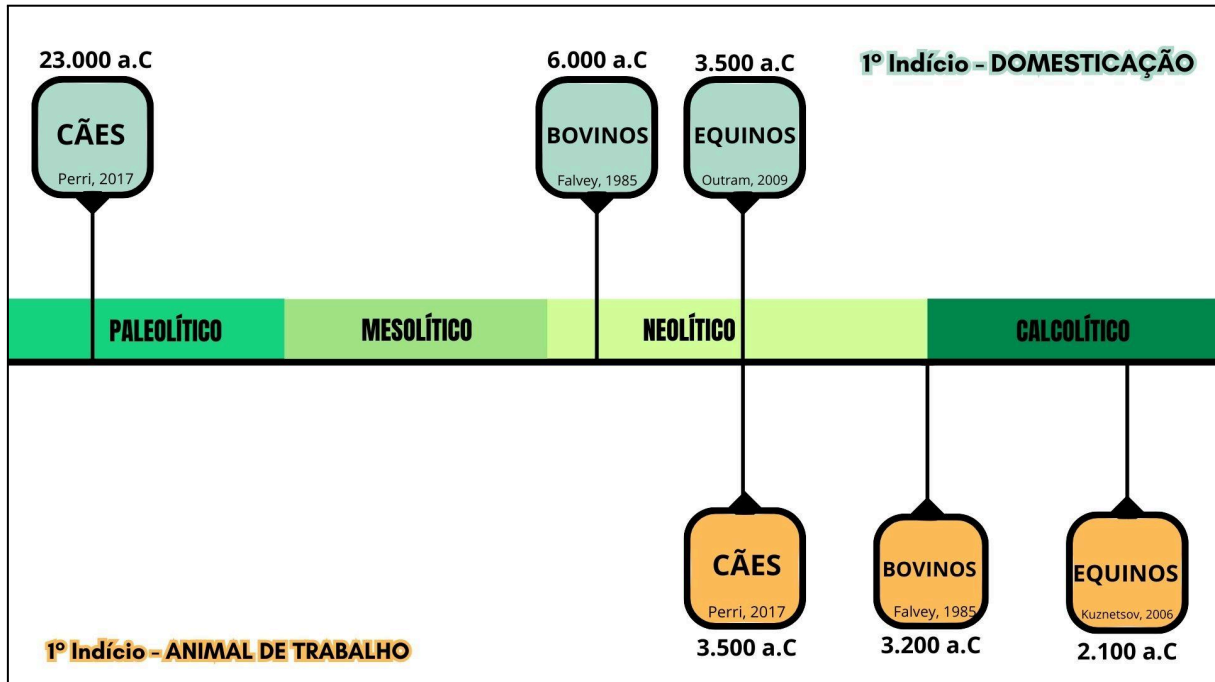 23.000 a.C
6.000 a.C
3.500 a.C
1º Indício - DOMESTICAÇÃO
CÃES
Perri, 2017
BOVINOS
Falvey, 1985
EQUINOS
Outram, 2009
PALEOLÍTICO
MESOLÍTICO
NEOLÍTICO
CALCOLÍTICO
CÃES
Perri, 2017
3.500 a.C
BOVINOS
Falvey, 1985
3.200 a.C
EQUINOS
Kuznetsov, 2006
2.100 a.C
1º Indício - ANIMAL DE TRABALHO